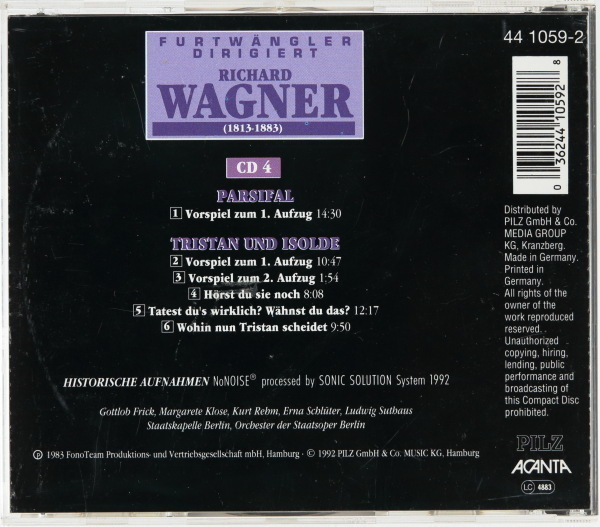 FURTWÄNGLER
DIRIGIERT
RICHARD
WAGNER
(1813-1883)
44 1059-2
0 36244 10592 8
CD 4
PARSIFAL
1 Vorspiel zum 1. Aufzug 14:30
TRISTAN UND ISOLDE
2 Vorspiel zum 1. Aufzug 10:47
3 Vorspiel zum 2. Aufzug 1:54
4 Hörst du sie noch 8:08
5 Tatest du's wirklich? Wähnst du das? 12:17
6 Wohin nun Tristan scheidet 9:50
HISTORISCHE AUFNAHMEN NoNOISE® processed by SONIC SOLUTION System 1992
Gottlob Frick, Margarete Klose, Kurt Rehm, Erna Schlüter, Ludwig Suthaus
Staatskapelle Berlin, Orchester der Staatsoper Berlin
℗ 1983 FonoTeam Produktions- und Vertriebsgesellschaft mbH, Hamburg · © 1992 PILZ GmbH & Co. MUSIC KG, Hamburg
Distributed by
PILZ GmbH & Co.
MEDIA GROUP
KG, Kranzberg.
Made in Germany.
Printed in
Germany.
All rights of the
owner of the
work reproduced
reserved.
Unauthorized
copying, hiring,
lending, public
performance and
broadcasting of
this Compact Disc
prohibited.
PILZ
ACANTA
LC 4883